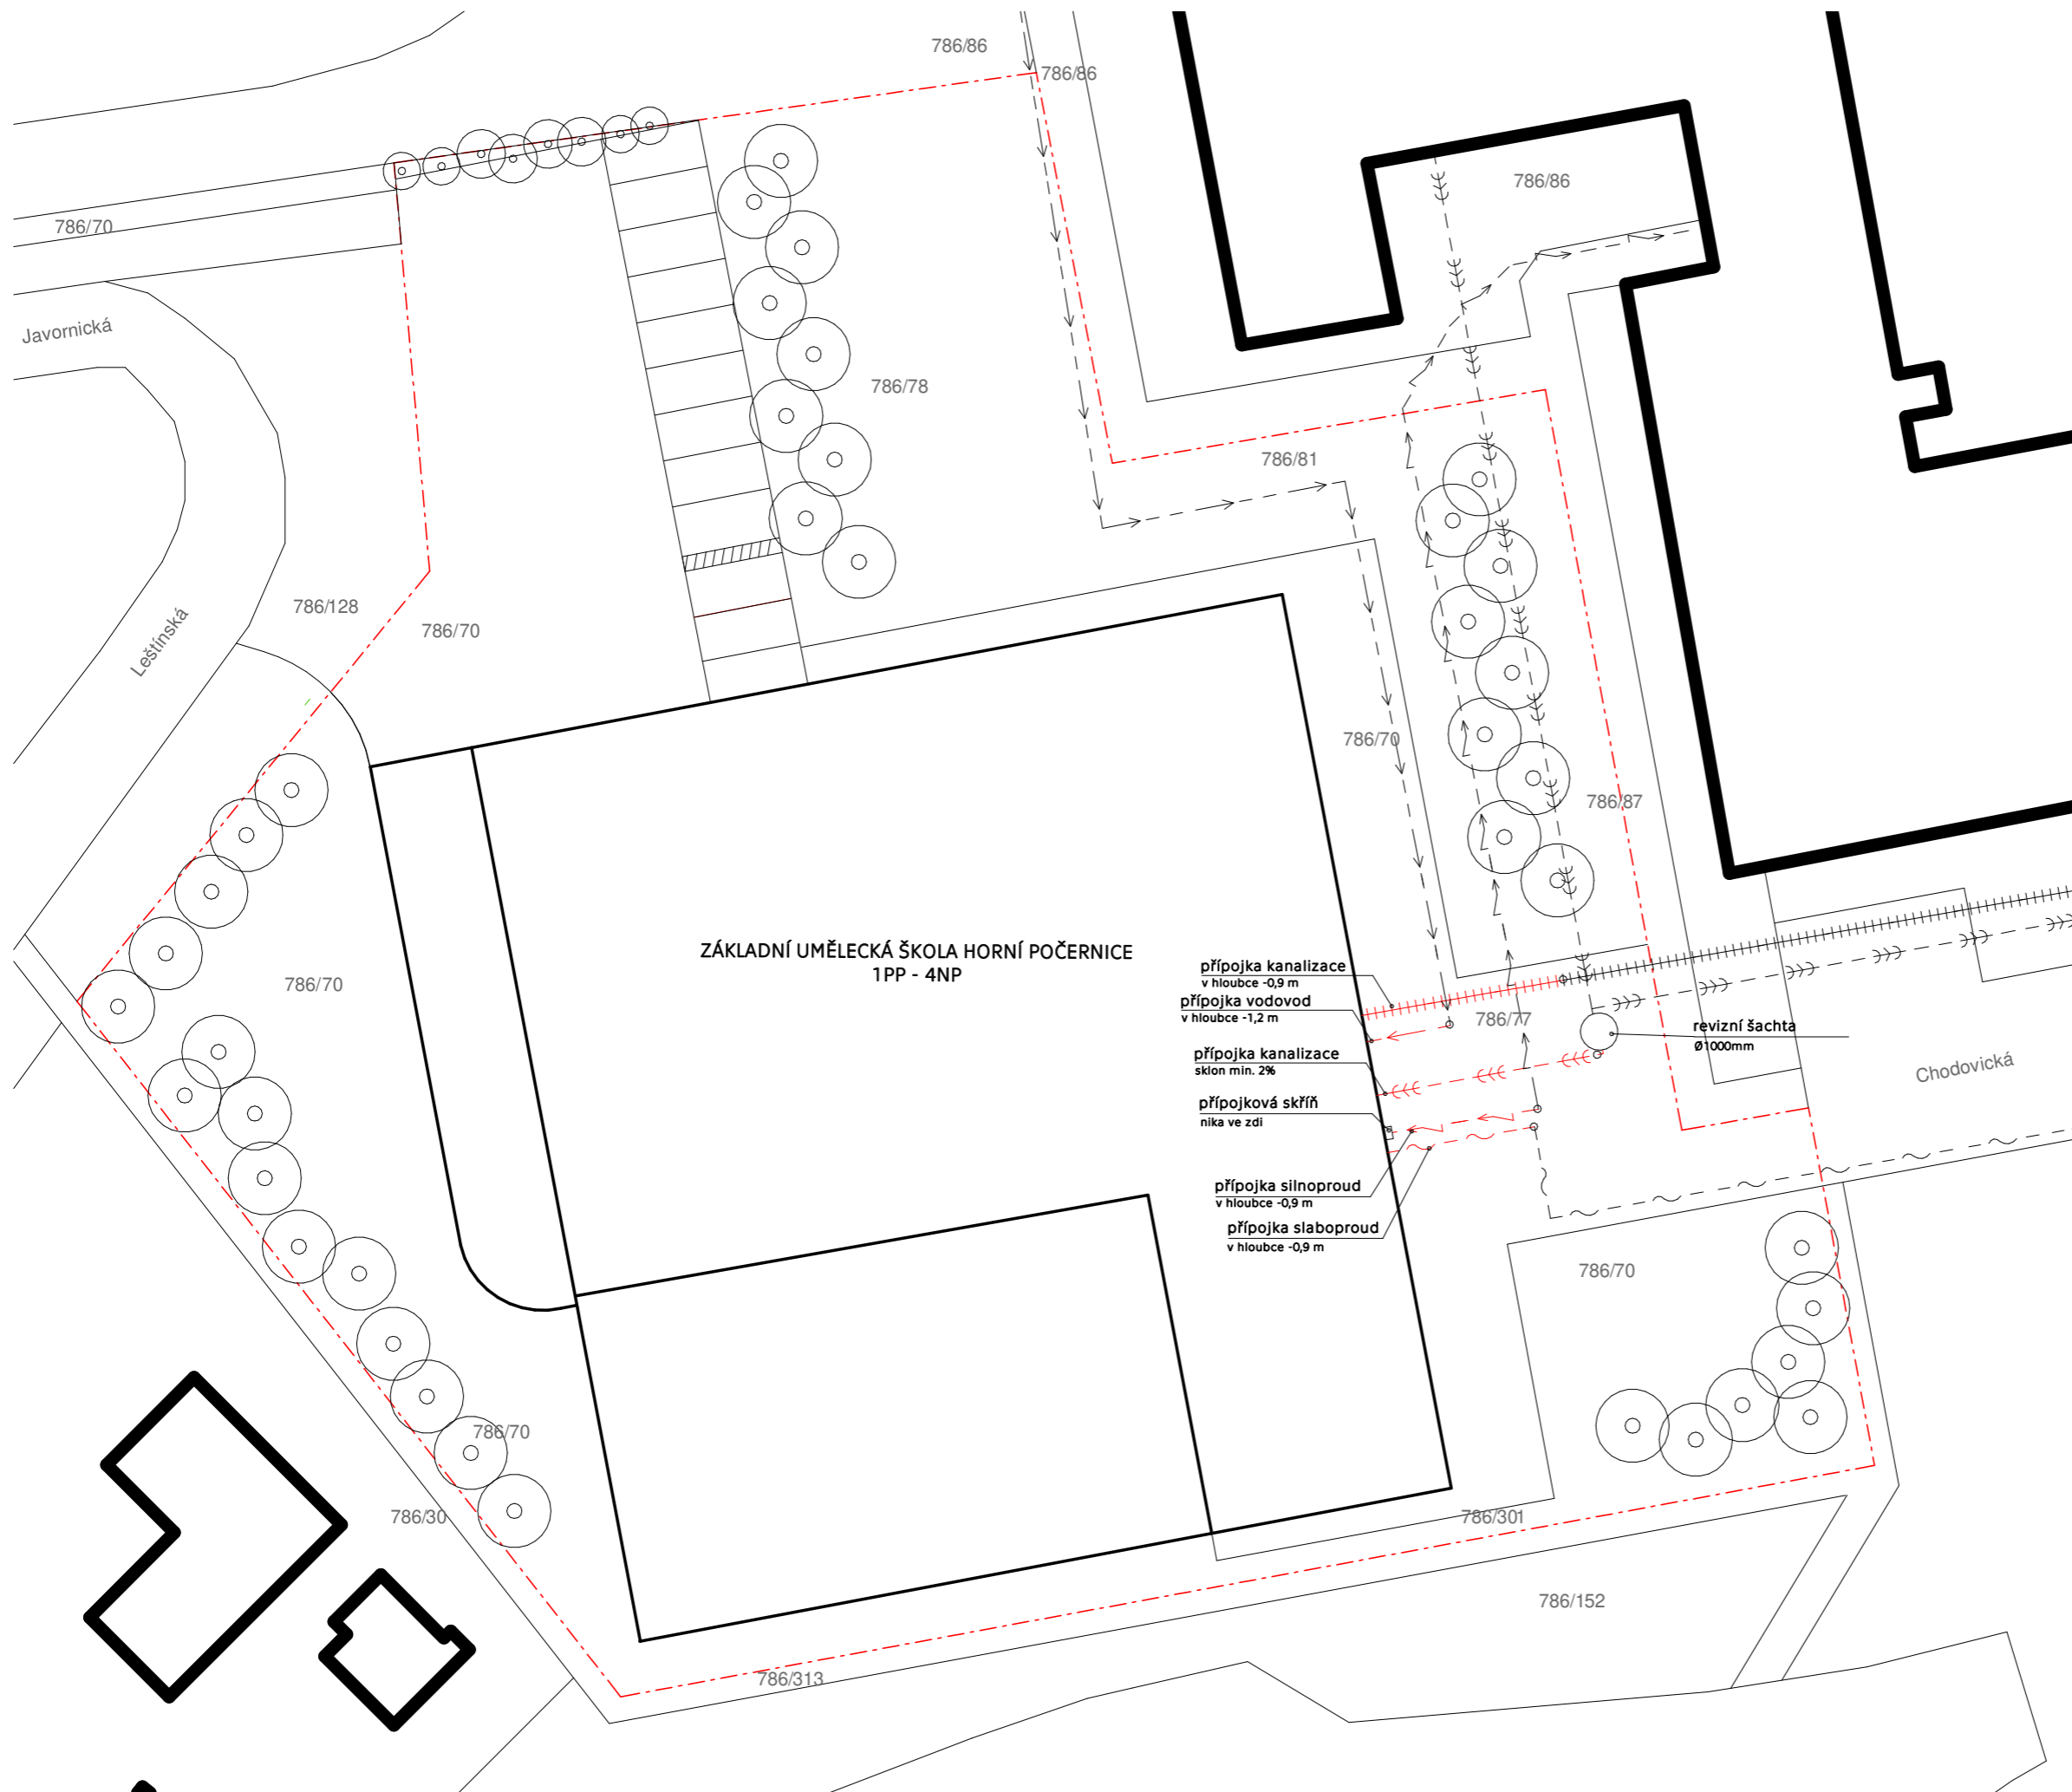 786/86
786/86
786/86
786/70
Javornická
786/78
786/81
786/128
Leštínská
786/70
786/70
786/87
ZÁKLADNÍ UMĚLECKÁ ŠKOLA HORNÍ POČERNICE
1PP - 4NP
786/70
přípojka kanalizace
v hloubce -0,9 m
přípojka vodovod
v hloubce -1,2 m
786/77
revizní šachta
Ø1000mm
přípojka kanalizace
sklon min. 2%
Chodovická
přípojková skříň
nika ve zdi
přípojka silnoproud
v hloubce -0,9 m
přípojka slaboproud
v hloubce -0,9 m
786/70
786/70
786/30
786/301
786/152
786/313